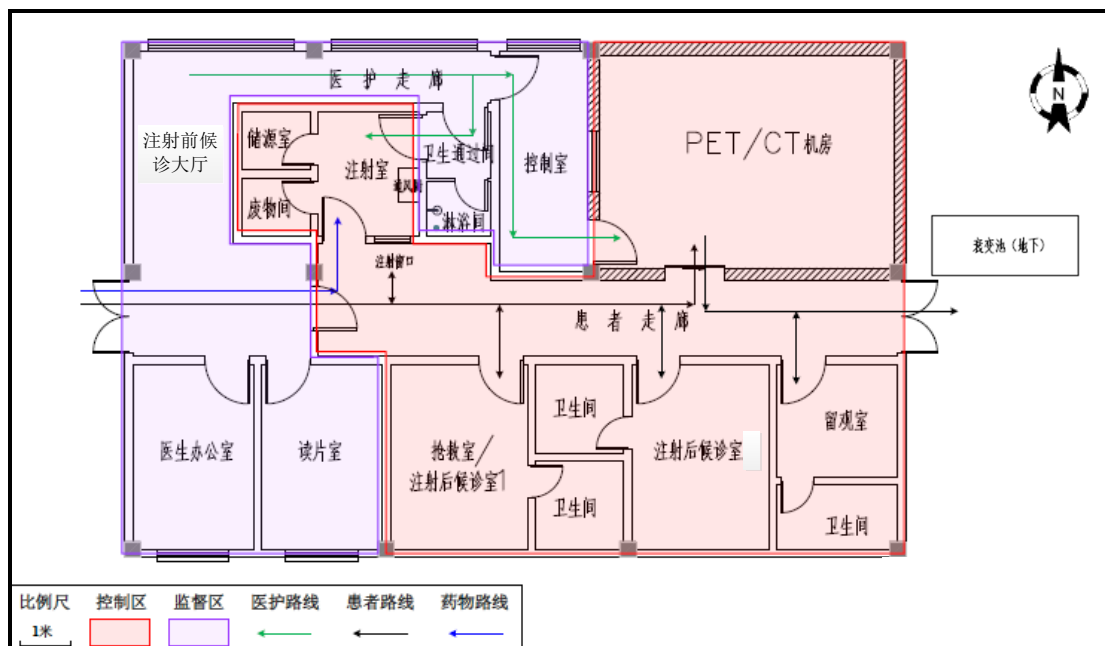 医护走廊
N
注射前候
诊大厅
储源室
卫生通过间
注射室
控制室
PET/CT机房
通风橱
废物间
淋浴间
衰变池（地下）
注射窗口
患者走廊
卫生间
留观室
医生办公室
读片室
抢救室/
注射后候诊室1
注射后候诊室
卫生间
卫生间
比例尺 控制区 监督区 医护路线 患者路线 药物路线
1米